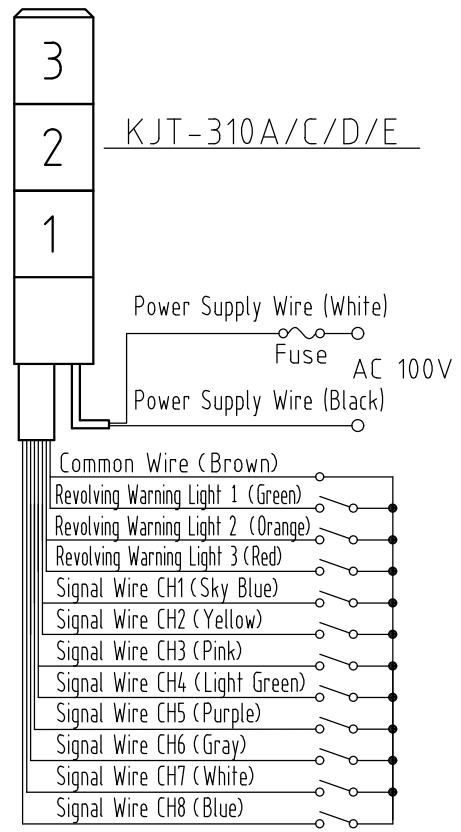 3
2
KJT-310A/C/D/E
1
Power Supply Wire (White)
Fuse
AC 100V
Power Supply Wire (Black)
Common Wire (Brown)
Revolving Warning Light 1 (Green)
Revolving Warning Light 2 (Orange)
Revolving Warning Light 3 (Red)
Signal Wire CH1 (Sky Blue)
Signal Wire CH2 (Yellow)
Signal Wire CH3 (Pink)
Signal Wire CH4 (Light Green)
Signal Wire CH5 (Purple)
Signal Wire CH6 (Gray)
Signal Wire CH7 (White)
Signal Wire CH8 (Blue)